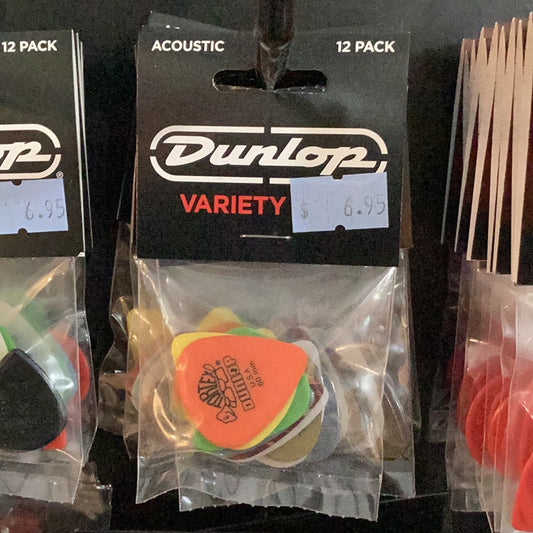 12 PACK
Dunlop
®
6.95
ACOUSTIC 12 PACK
Dunlop
VARIETY
$ 6.95
TORTEX
DUNLOP
U.S.A
.60 mm